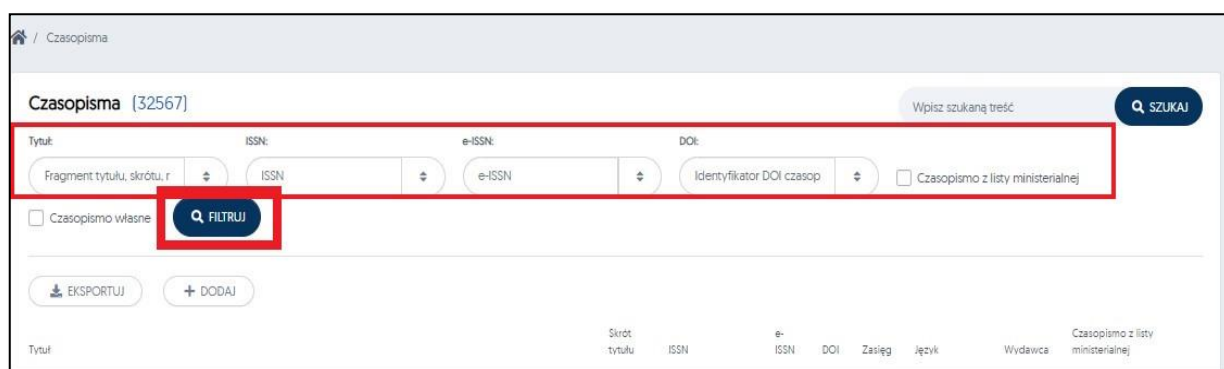 / Czasopisma
Czasopisma (32567)
Wpisz szukaną treść SZUKAJ
Tytuł: ISSN: e-ISSN: DOI:
Fragment tytułu, skrótu, r ISSN e-ISSN Identyfikator DOI czasop Czasopismo z listy ministerialnej
Czasopismo własne FILTRUJ
EKSPORTUJ + DODAJ
Tytuł Skrót tytułu ISSN e-ISSN DOI Zasięg Język Wydawca Czasopismo z listy ministerialnej